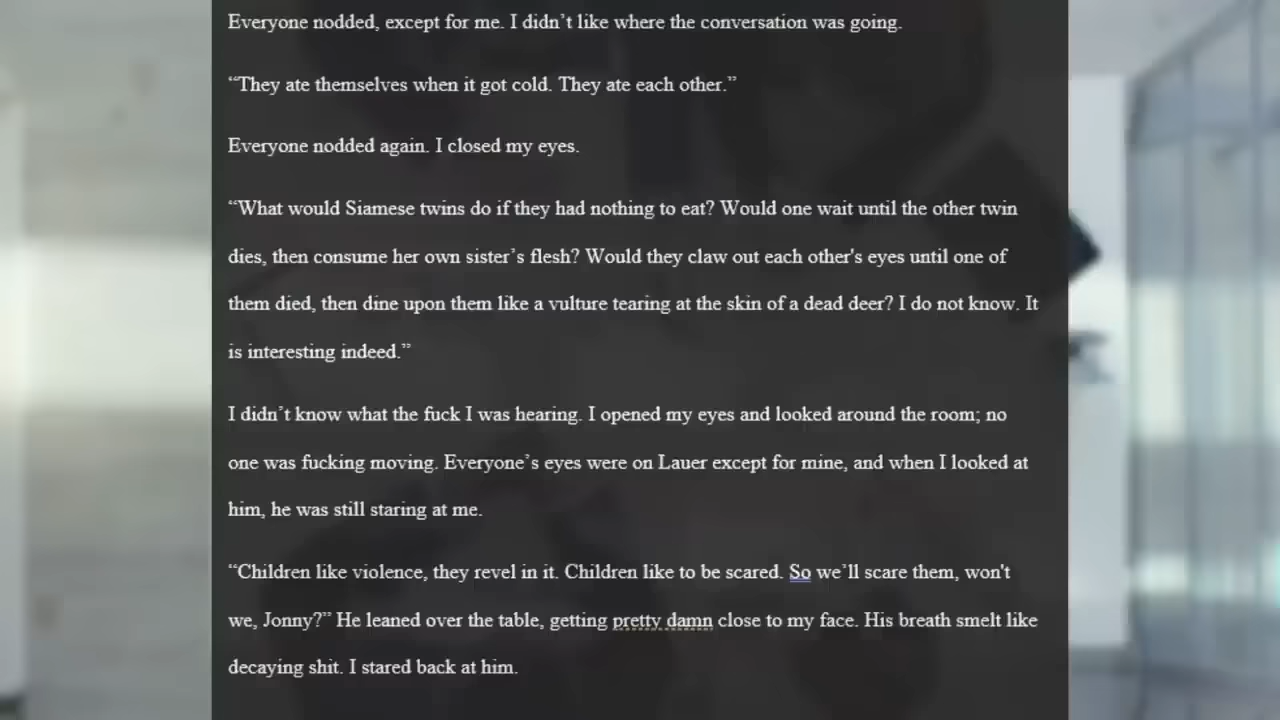 Everyone nodded, except for me. I didn’t like where the conversation was going.
“They ate themselves when it got cold. They ate each other.”
Everyone nodded again. I closed my eyes.
“What would Siamese twins do if they had nothing to eat? Would one wait until the other twin
dies, then consume her own sister’s flesh? Would they claw out each other's eyes until one of
them died, then dine upon them like a vulture tearing at the skin of a dead deer? I do not know. It
is interesting indeed.”
I didn’t know what the fuck I was hearing. I opened my eyes and looked around the room; no
one was fucking moving. Everyone’s eyes were on Lauer except for mine, and when I looked at
him, he was still staring at me.
“Children like violence, they revel in it. Children like to be scared. So we’ll scare them, won't
we, Jonny?” He leaned over the table, getting pretty damn close to my face. His breath smelt like
decaying shit. I stared back at him.